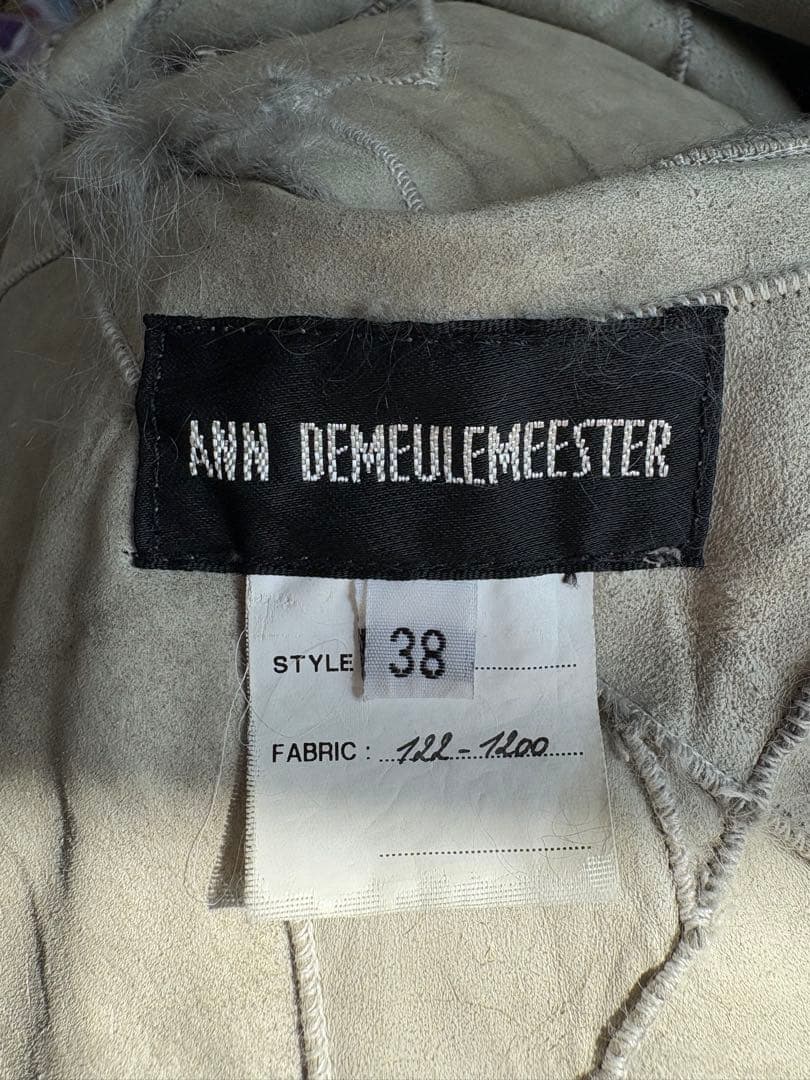 ANN DEMEULEMEESTER
STYLE 38
FABRIC : 122-1200